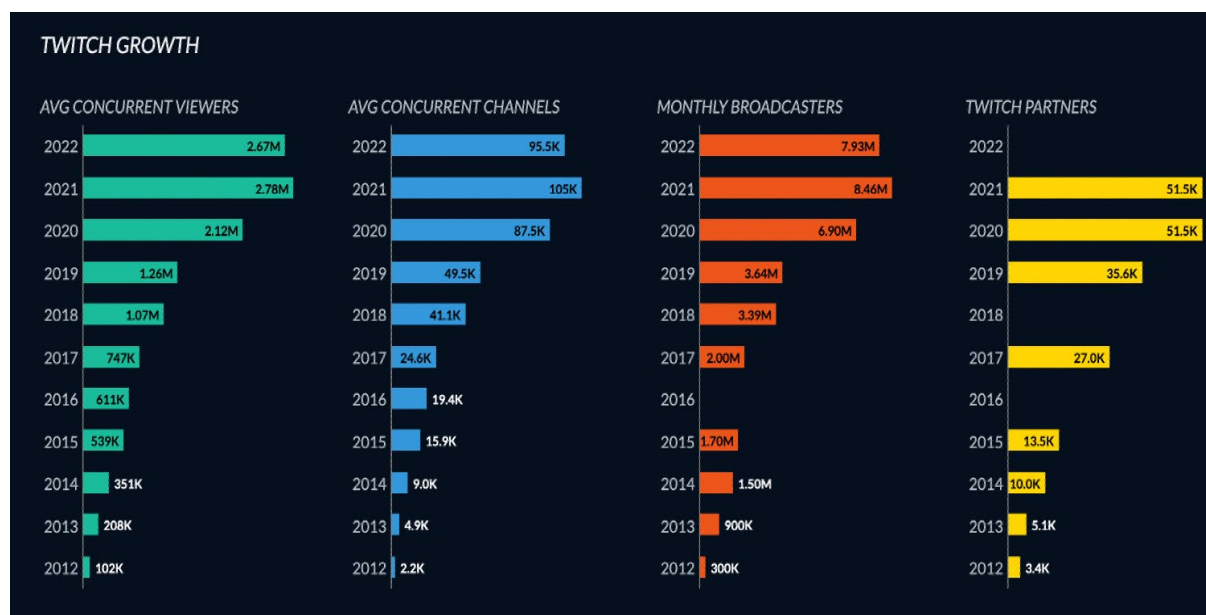 TWITCH GROWTH
AVG CONCURRENT VIEWERS
2022 2.67M
2021 2.78M
2020 2.12M
2019 1.26M
2018 1.07M
2017 747K
2016 611K
2015 539K
2014 351K
2013 208K
2012 102K
AVG CONCURRENT CHANNELS
2022 95.5K
2021 105K
2020 87.5K
2019 49.5K
2018 41.1K
2017 24.6K
2016 19.4K
2015 15.9K
2014 9.0K
2013 4.9K
2012 2.2K
MONTHLY BROADCASTERS
2022 7.93M
2021 8.46M
2020 6.90M
2019 3.64M
2018 3.39M
2017 2.00M
2016
2015 1.70M
2014 1.50M
2013 900K
2012 300K
TWITCH PARTNERS
2022
2021 51.5K
2020 51.5K
2019 35.6K
2018
2017 27.0K
2016
2015 13.5K
2014 10.0K
2013 5.1K
2012 3.4K